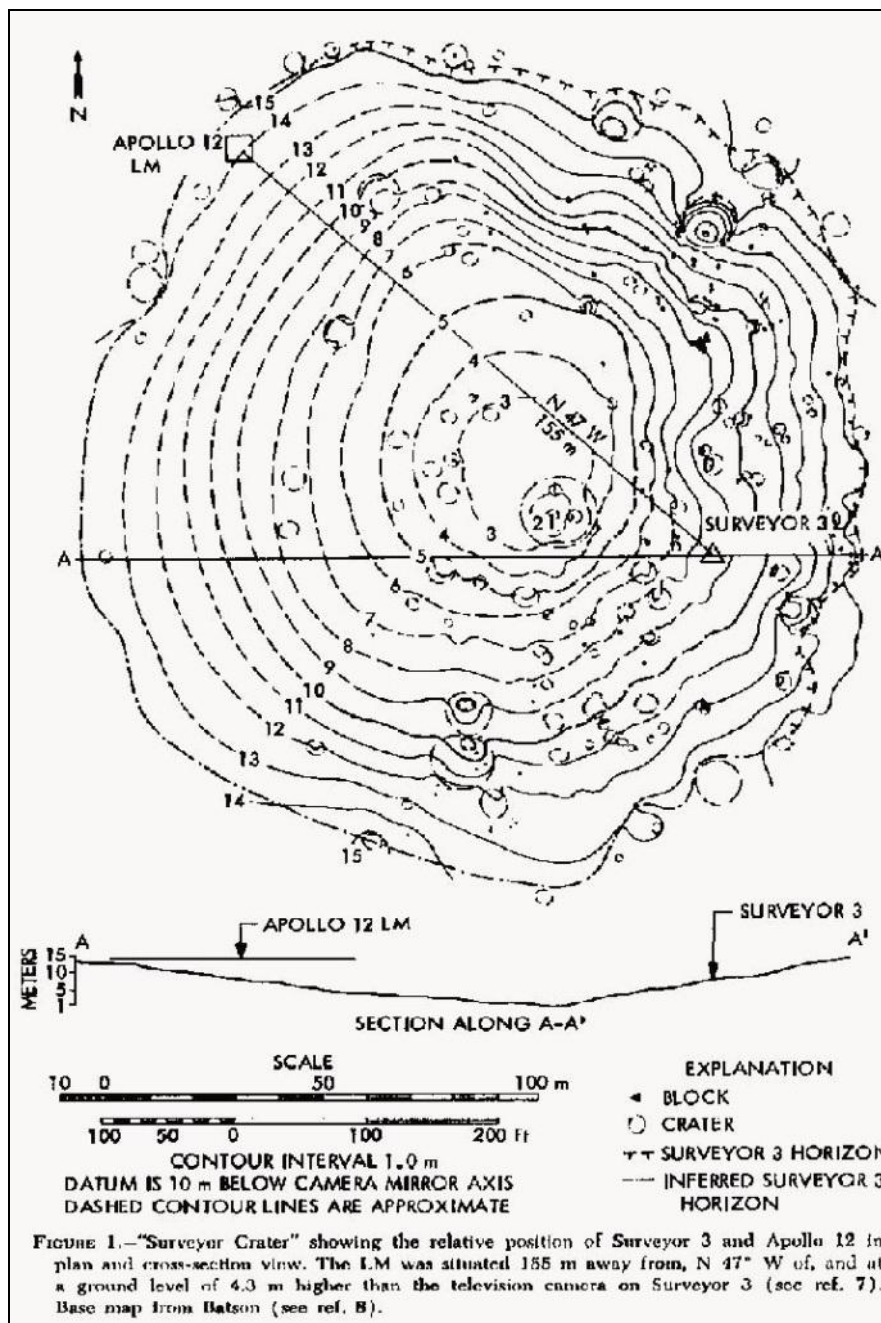 N
15
14
APOLLO 12
LM
13
12
11
10
9
8
7
6
5
4
3
3
N 47 W
155 m
21
SURVEYOR 3
A
5
4
3
A
6
7
8
9
10
11
12
13
14
15
A
APOLLO 12 LM
SURVEYOR 3
A'
METERS
15
10
5
1
SECTION ALONG A-A'
SCALE
10 0 50 100 m
100 50 0 100 200 Ft
CONTOUR INTERVAL 1.0 m
DATUM IS 10 m BELOW CAMERA MIRROR AXIS
DASHED CONTOUR LINES ARE APPROXIMATE
EXPLANATION
BLOCK
CRATER
SURVEYOR 3 HORIZON
INFERRED SURVEYOR 3
HORIZON
FIGURE 1.—"Surveyor Crater" showing the relative position of Surveyor 3 and Apollo 12 in
plan and cross-section view. The LM was situated 155 m away from, N 47° W of, and at
a ground level of 4.3 m higher than the television camera on Surveyor 3 (see ref. 7).
Base map from Batson (see ref. 8).